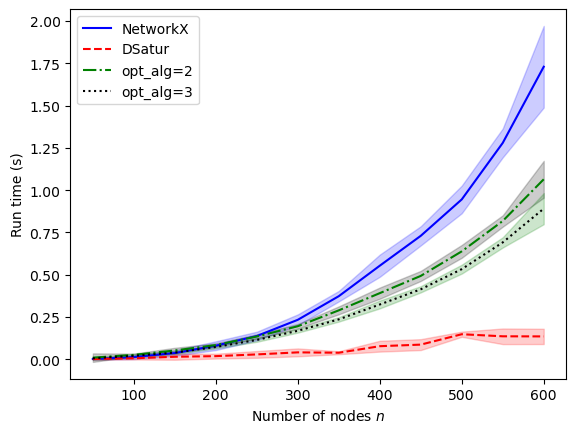 2.00
1.75
1.50
1.25
1.00
0.75
0.50
0.25
0.00
Run time (s)
NetworkX
DSatur
opt_alg=2
opt_alg=3
100 200 300 400 500 600
Number of nodes n